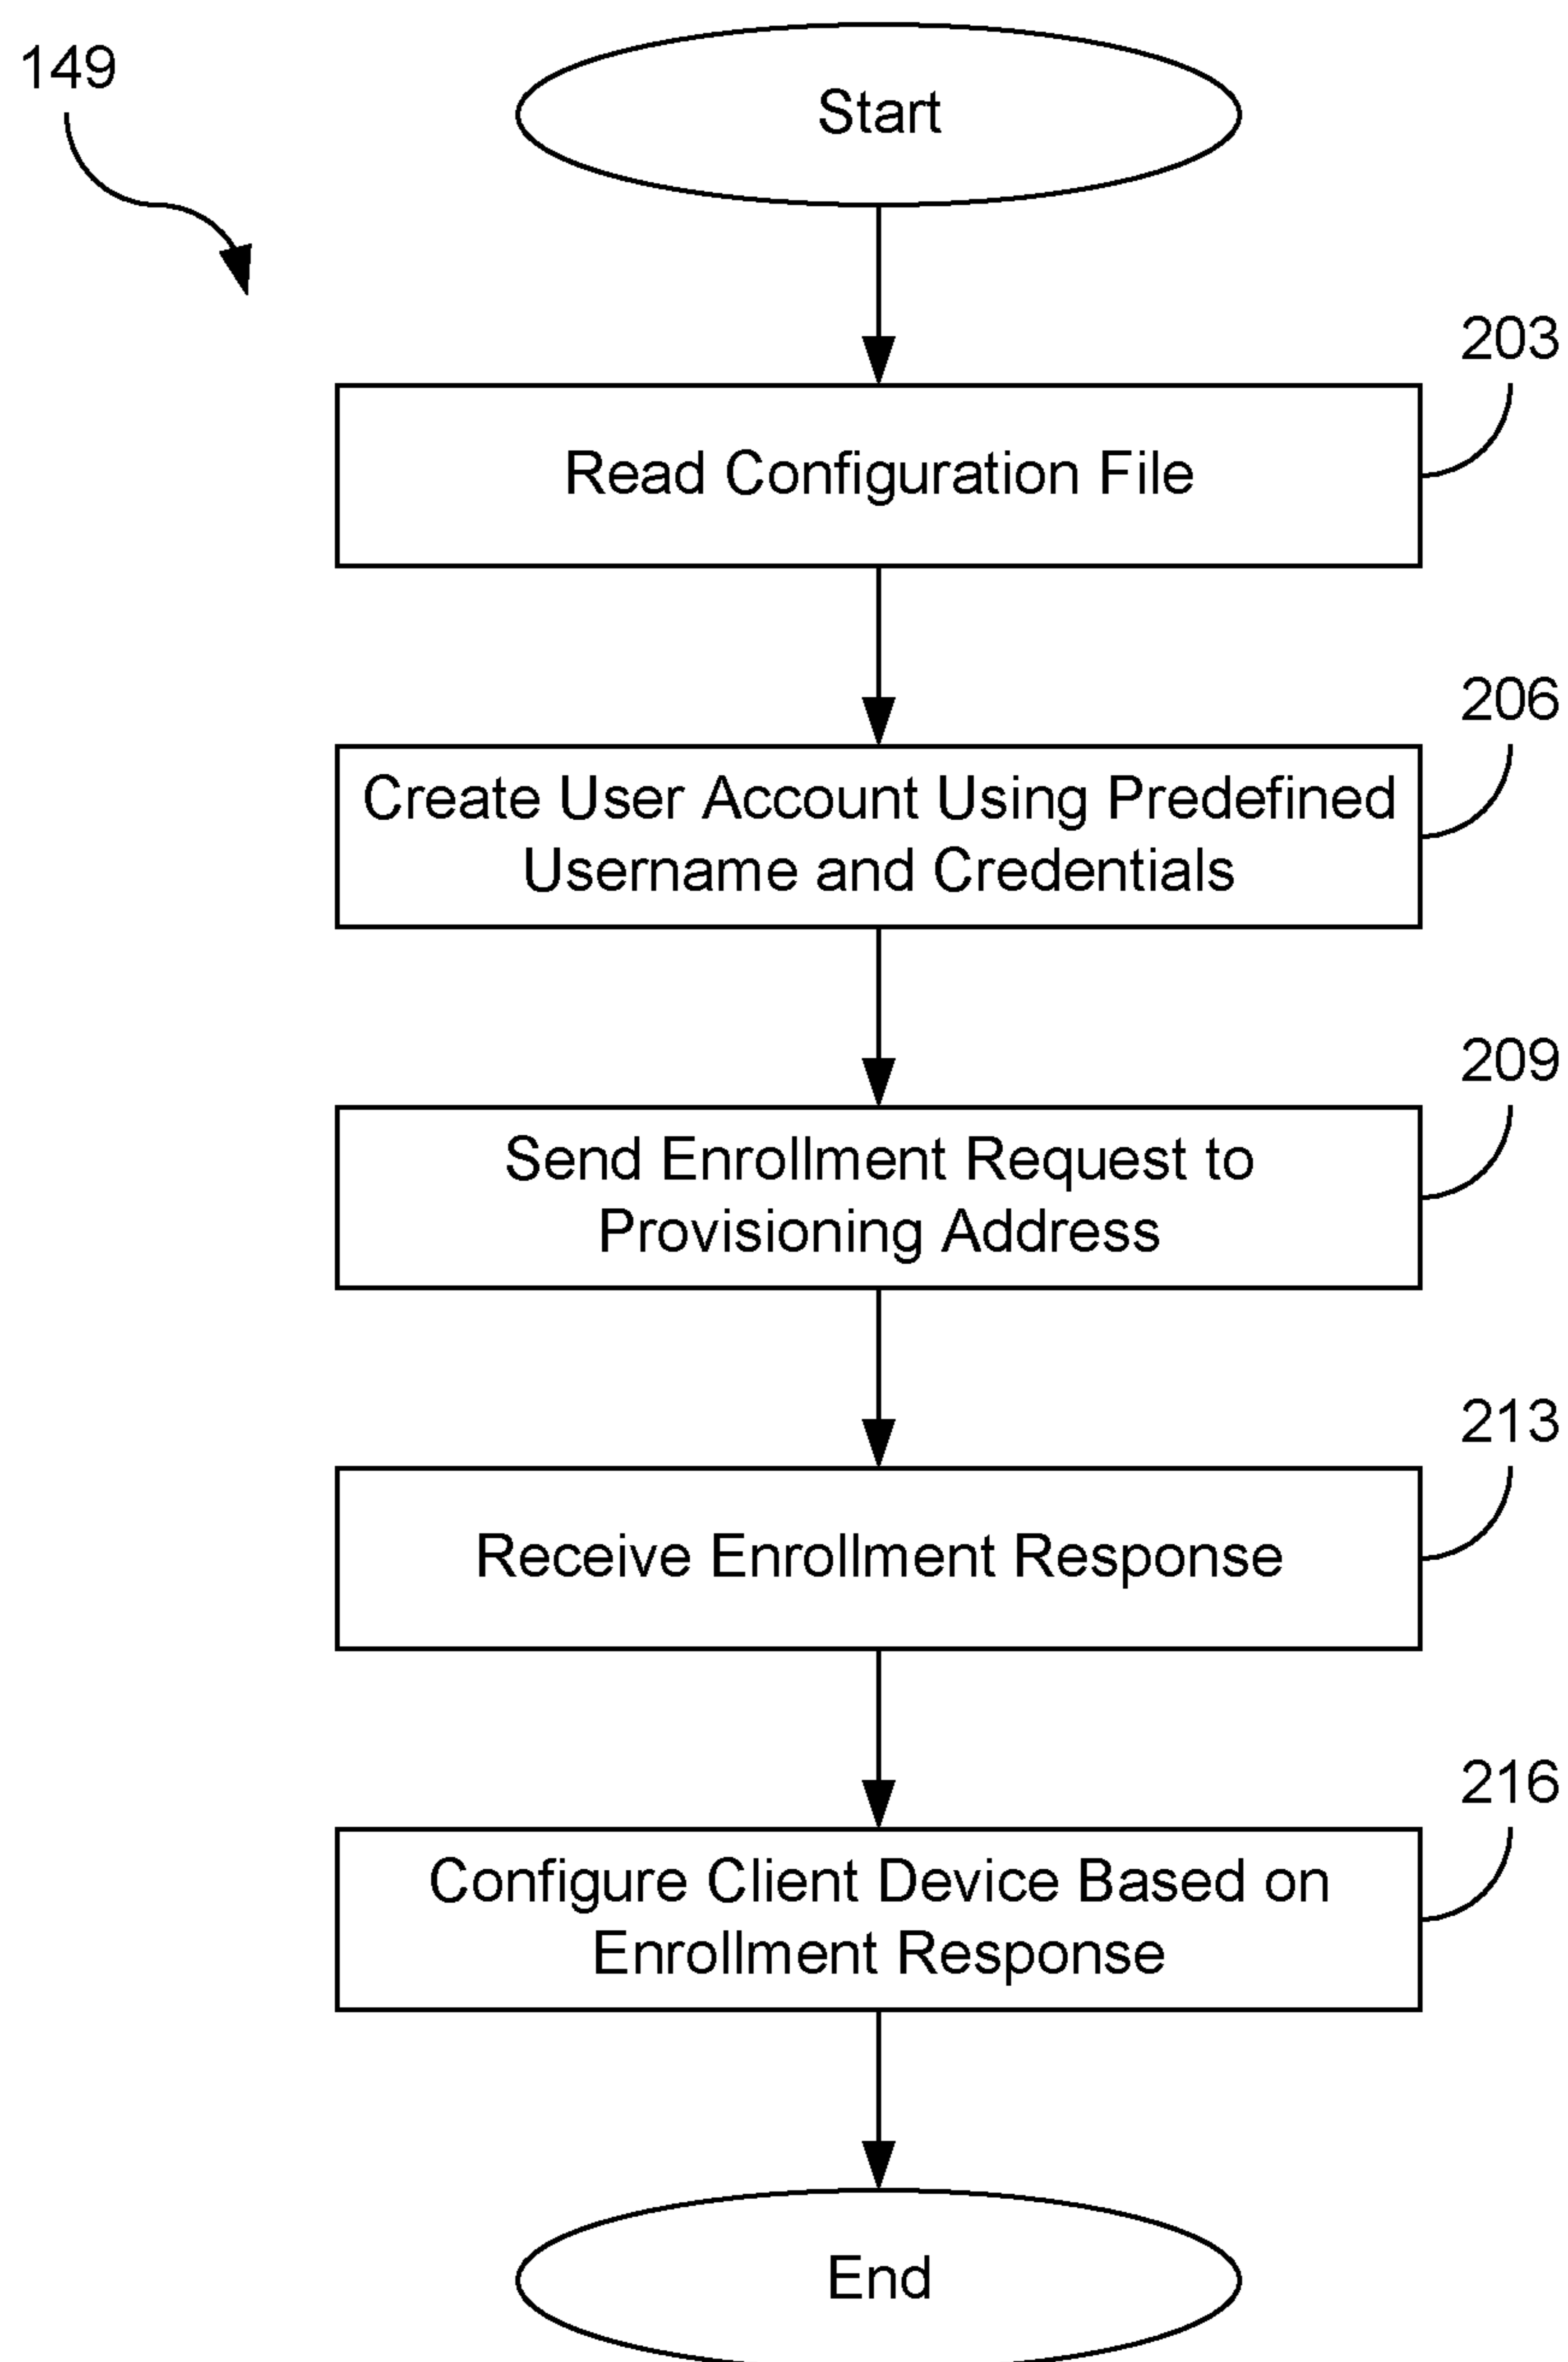 149
Start
203
Read Configuration File
206
Create User Account Using Predefined
Username and Credentials
209
Send Enrollment Request to
Provisioning Address
213
Receive Enrollment Response
216
Configure Client Device Based on
Enrollment Response
End